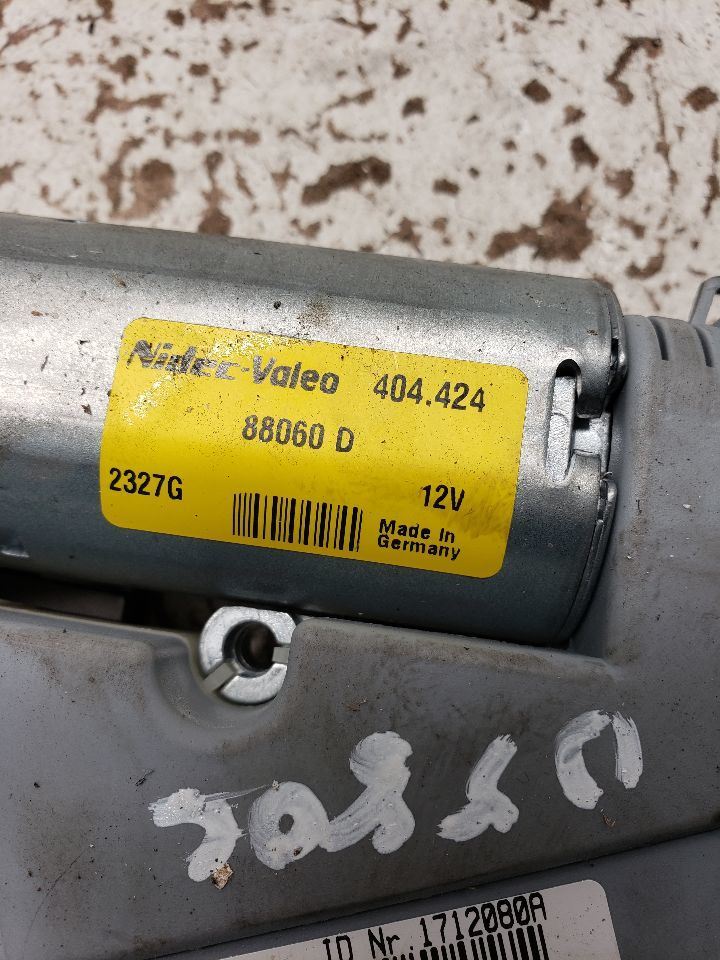 Nidec-Valeo 404.424
88060 D
2327G 12V
Made In
Germany
ID Nr. 1712080A